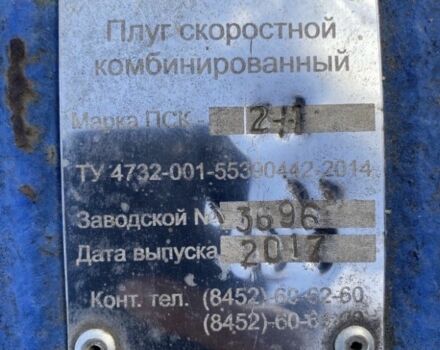 Плуг скоростной
комбинированный
Марка ПСК -
ТУ 4732-001-55390442-2014
Заводской № 3696
Дата выпуска 2017
Конт. тел. (8452)-68-62-60